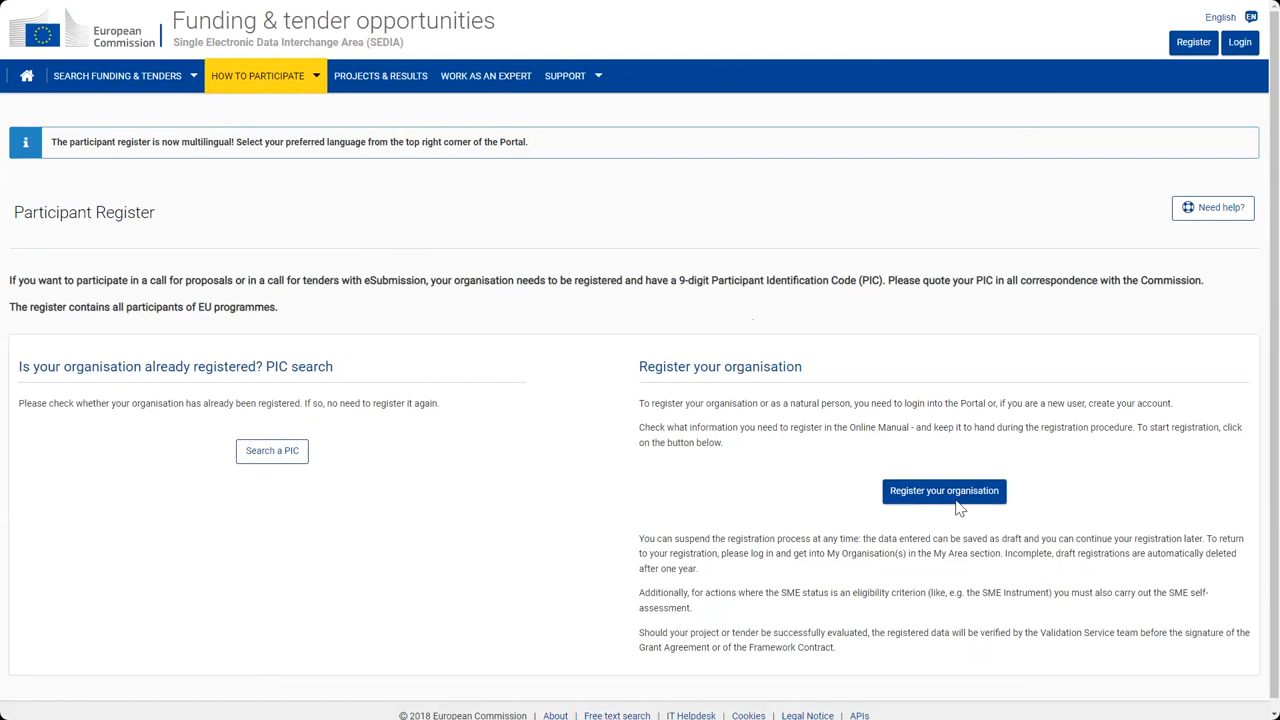 European
Commission
Funding & tender opportunities
Single Electronic Data Interchange Area (SEDIA)
English EN
Register Login
SEARCH FUNDING & TENDERS HOW TO PARTICIPATE PROJECTS & RESULTS WORK AS AN EXPERT SUPPORT
i The participant register is now multilingual! Select your preferred language from the top right corner of the Portal.
Participant Register
Need help?
If you want to participate in a call for proposals or in a call for tenders with eSubmission, your organisation needs to be registered and have a 9-digit Participant Identification Code (PIC). Please quote your PIC in all correspondence with the Commission.
The register contains all participants of EU programmes.
Is your organisation already registered? PIC search
Please check whether your organisation has already been registered. If so, no need to register it again.
Search a PIC
Register your organisation
To register your organisation or as a natural person, you need to login into the Portal or, if you are a new user, create your account.
Check what information you need to register in the Online Manual - and keep it to hand during the registration procedure. To start registration, click
on the button below.
Register your organisation
You can suspend the registration process at any time: the data entered can be saved as draft and you can continue your registration later. To return
to your registration, please log in and get into My Organisation(s) in the My Area section. Incomplete, draft registrations are automatically deleted
after one year.
Additionally, for actions where the SME status is an eligibility criterion (like, e.g. the SME Instrument) you must also carry out the SME self-
assessment.
Should your project or tender be successfully evaluated, the registered data will be verified by the Validation Service team before the signature of the
Grant Agreement or of the Framework Contract.
© 2018 European Commission | About | Free text search | IT Helpdesk | Cookies | Legal Notice | APIs